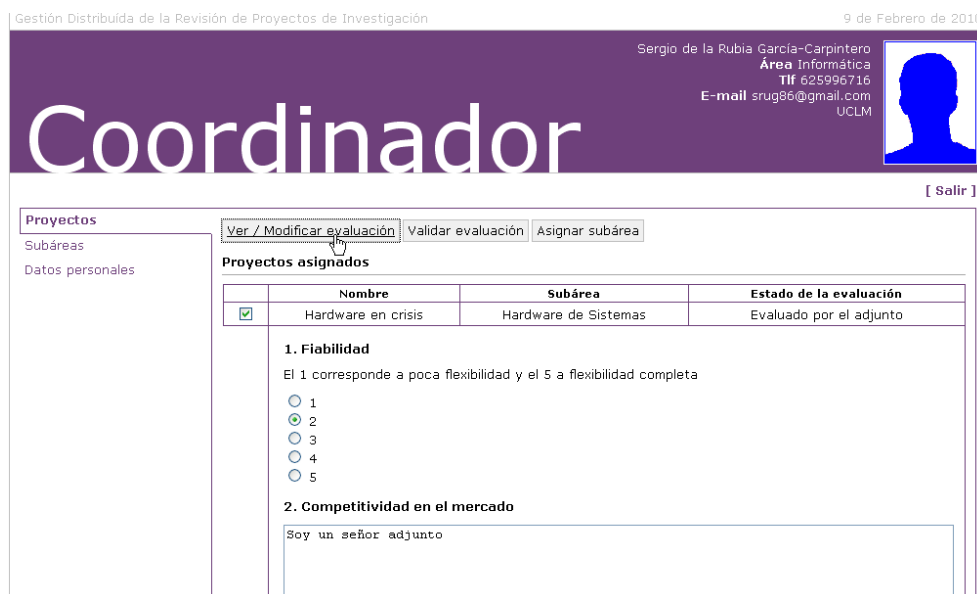 Gestión Distribuída de la Revisión de Proyectos de Investigación
9 de Febrero de 2010
Sergio de la Rubia García-Carpintero
Área Informática
Tlf 625996716
E-mail srug86@gmail.com
UCLM
Coordinador
[ Salir ]
Proyectos
Subáreas
Datos personales
Ver / Modificar evaluación Validar evaluación Asignar subárea
Proyectos asignados
Nombre Subárea Estado de la evaluación
Hardware en crisis Hardware de Sistemas Evaluado por el adjunto
1. Fiabilidad
El 1 corresponde a poca flexibilidad y el 5 a flexibilidad completa
1
2
3
4
5
2. Competitividad en el mercado
Soy un señor adjunto